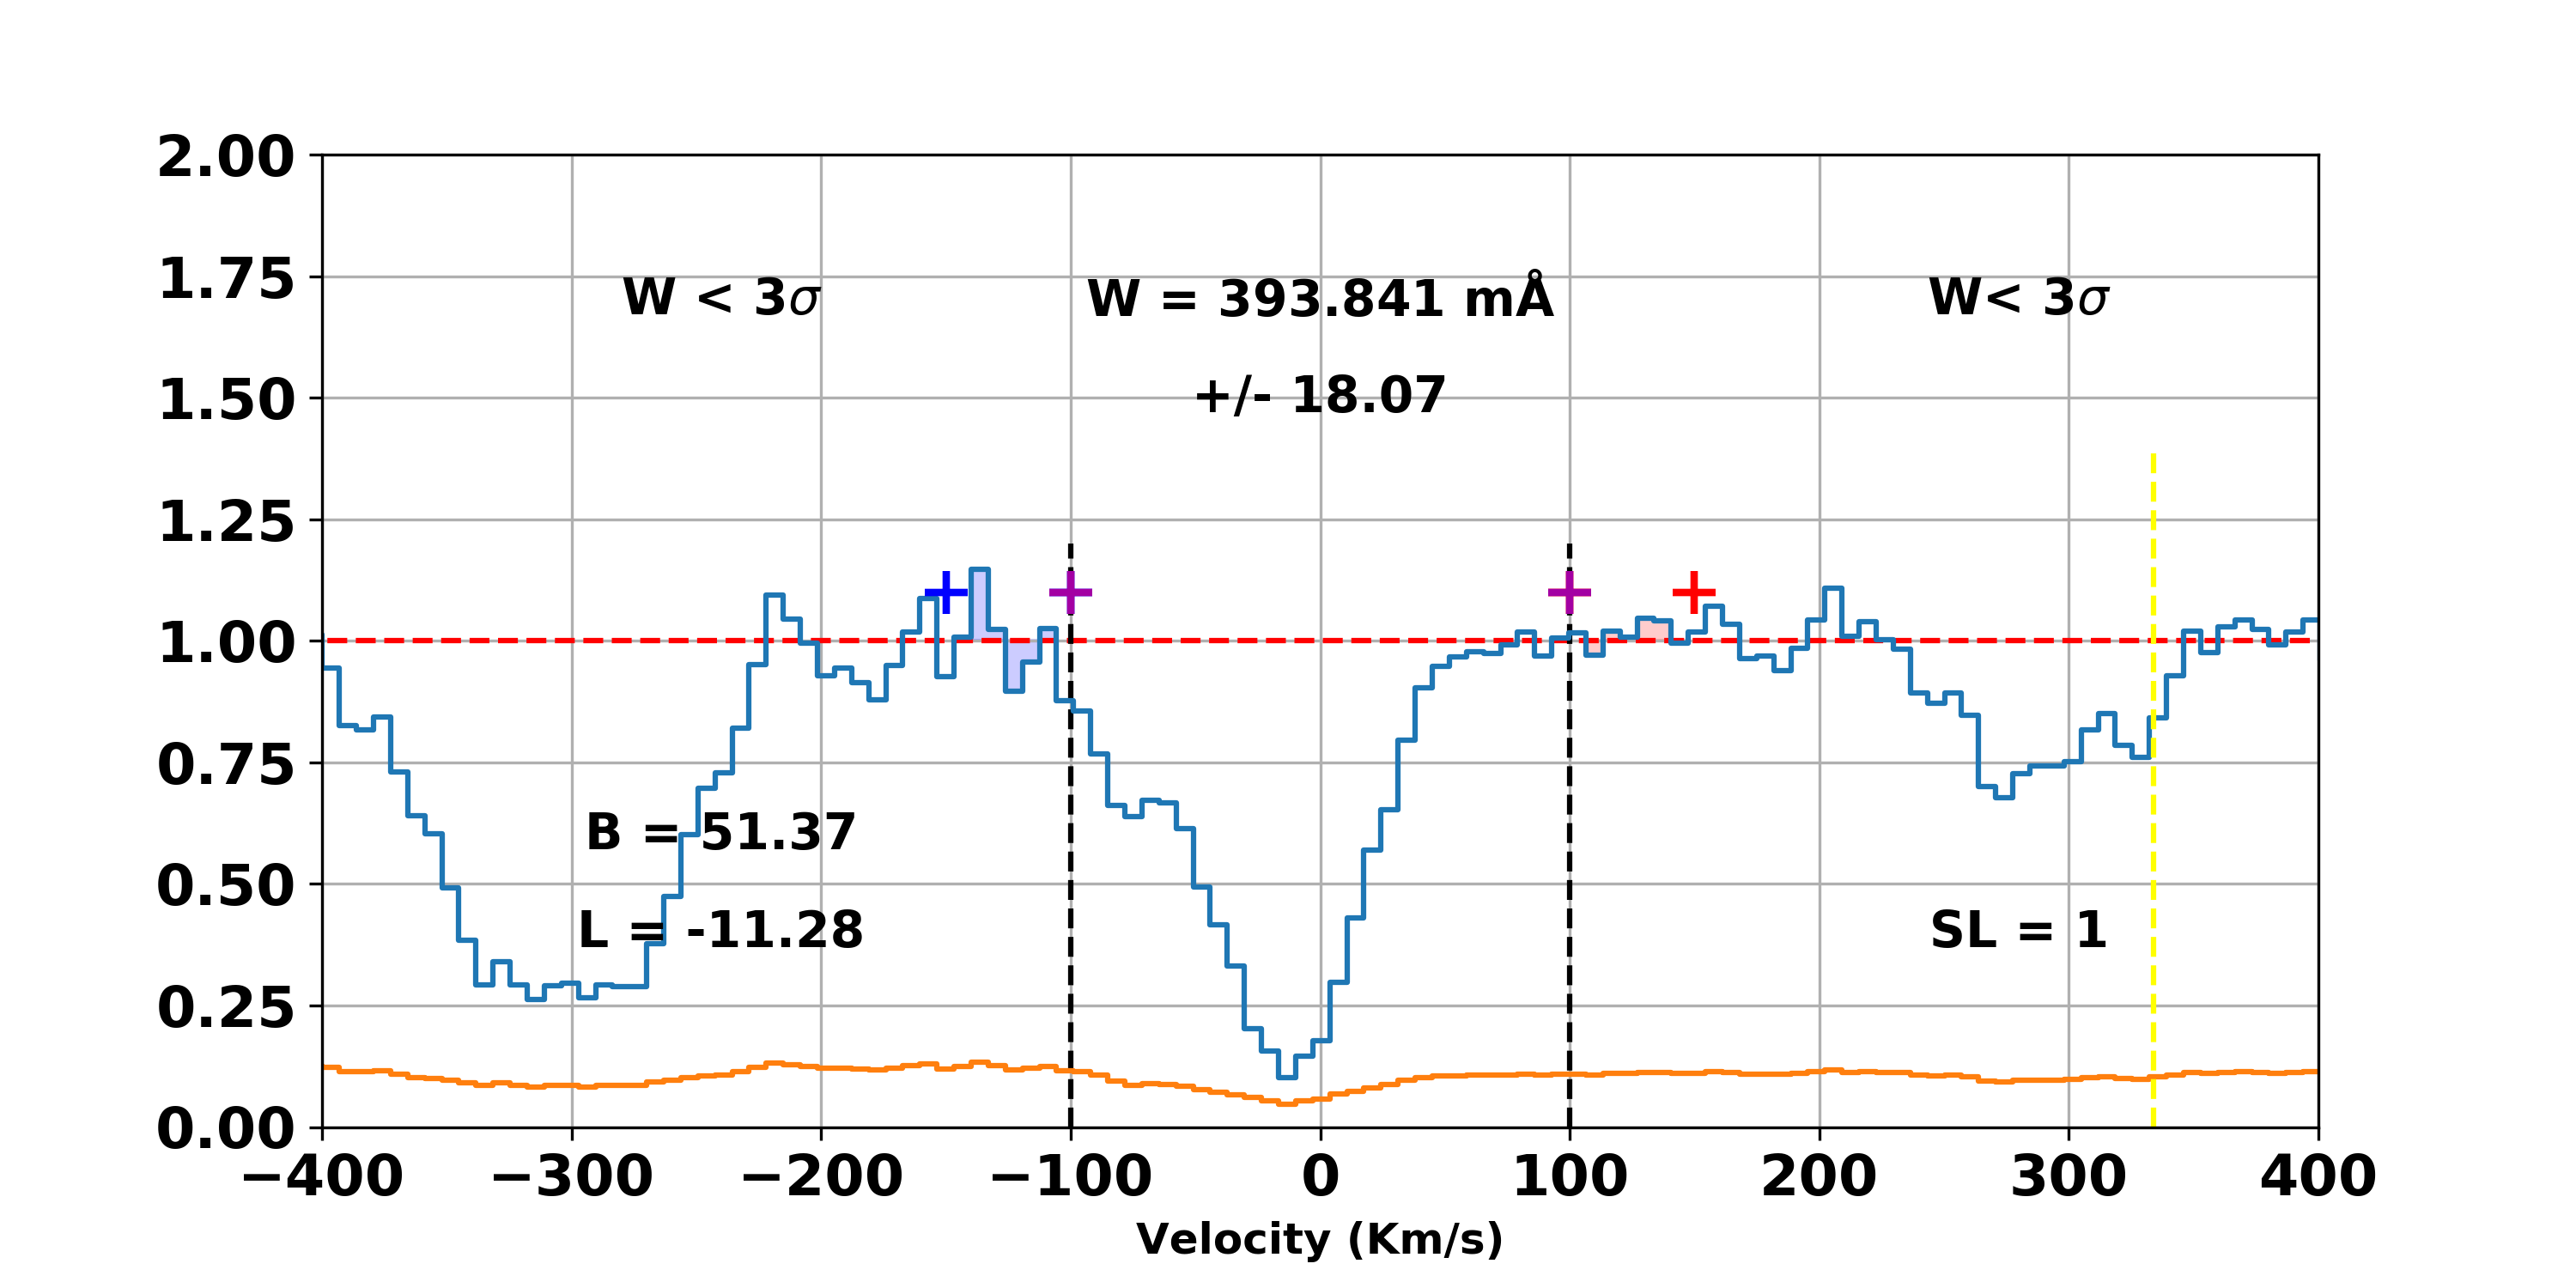 2.00
1.75
W < 3σ W = 393.841 mÅ W< 3σ
+/- 18.07
1.50
1.25
1.00
0.75
B = 51.37
0.50
L = -11.28 SL = 1
0.25
0.00
−400 −300 −200 −100 0 100 200 300 400
Velocity (Km/s)